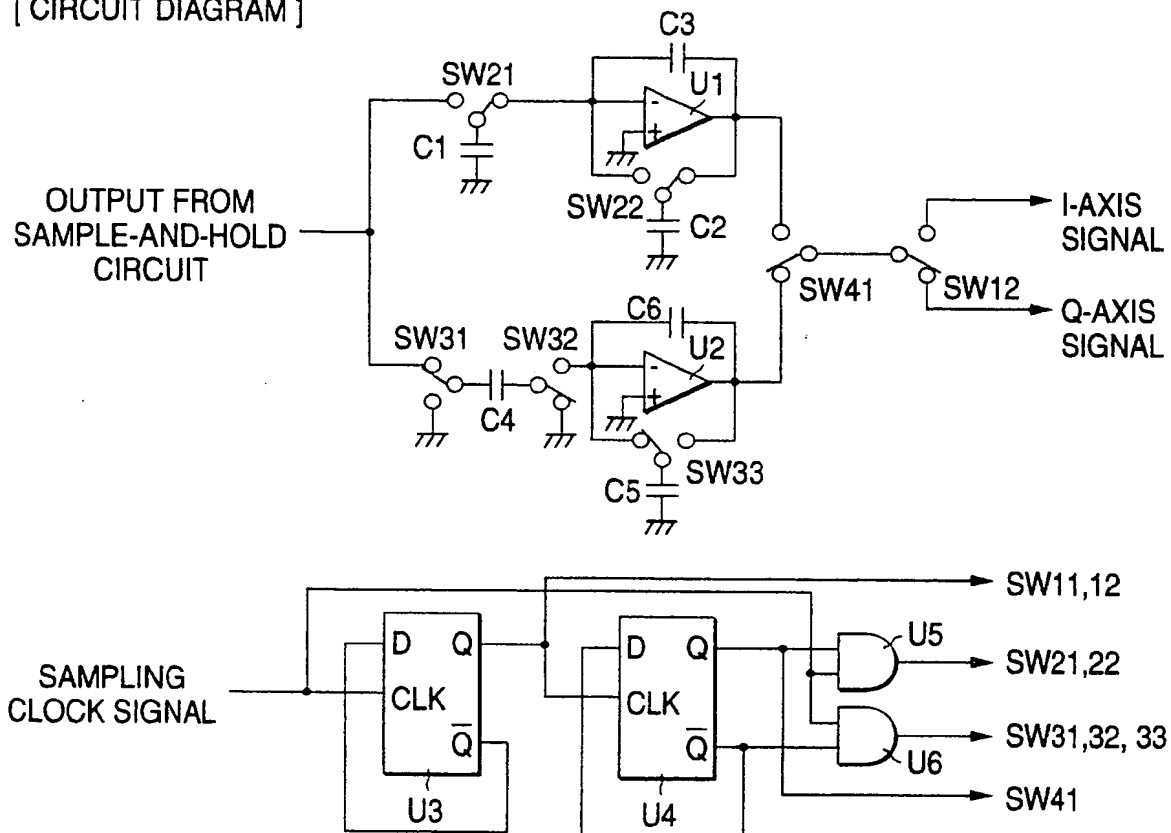 [ CIRCUIT DIAGRAM ]
C3
SW21
U1
-
+
C1
SW22
C2
OUTPUT FROM
SAMPLE-AND-HOLD
CIRCUIT
I-AXIS
SIGNAL
SW41
SW12
Q-AXIS
SIGNAL
C6
SW31
SW32
U2
-
+
C4
SW33
C5
SW11,12
D
Q
D
Q
U5
SAMPLING
CLOCK SIGNAL
CLK
CLK
SW21,22
Q̅
Q̅
SW31,32, 33
U6
U3
U4
SW41